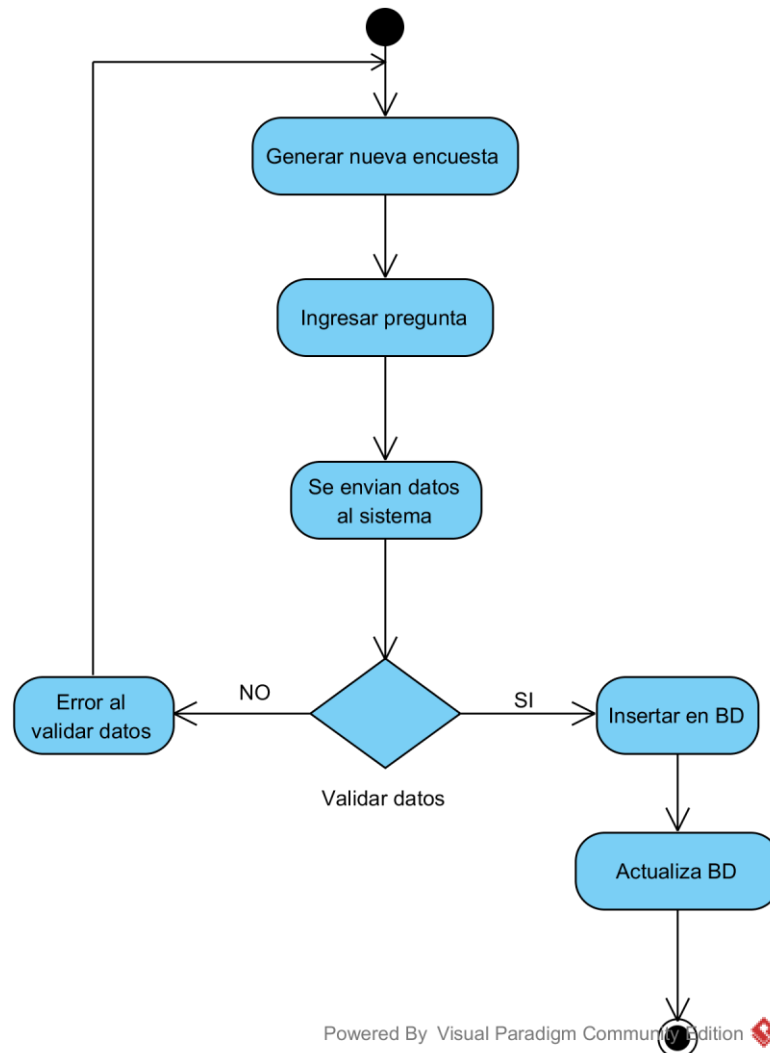 Generar nueva encuesta
Ingresar pregunta
Se envian datos
al sistema
Error al
validar datos
NO
SI
Insertar en BD
Validar datos
Actualiza BD
Powered By Visual Paradigm Community Edition